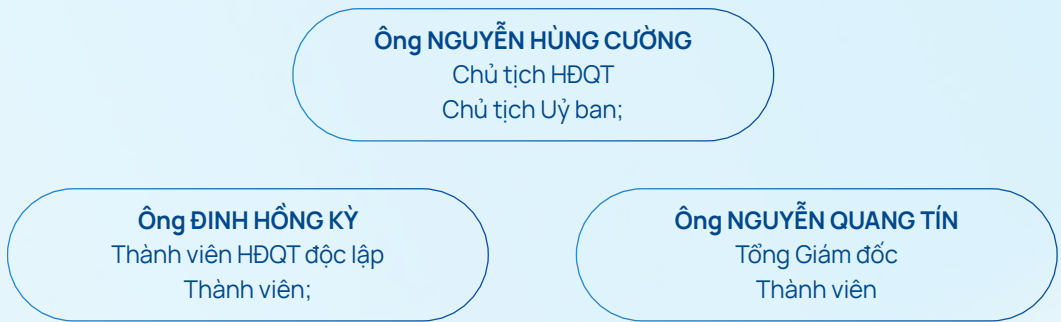 Ông NGUYỄN HÙNG CƯỜNG
Chủ tịch HĐQT
Chủ tịch Uỷ ban;
Ông ĐINH HỒNG KỲ
Thành viên HĐQT độc lập
Thành viên;
Ông NGUYỄN QUANG TÍN
Tổng Giám đốc
Thành viên